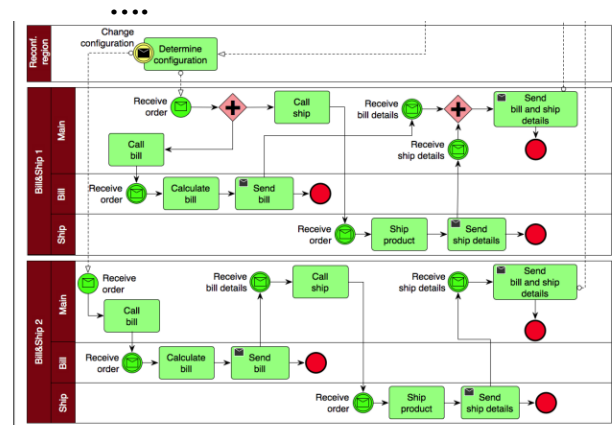 Change
configuration
Reconf.
region
Determine
configuration
Bill&Ship 1
Main
Receive
order
Call
ship
Receive
bill details
Send
bill and ship
details
Call
bill
Receive
ship details
Bill
Receive
order
Calculate
bill
Send
bill
Ship
Receive
order
Ship
product
Send
ship details
Bill&Ship 2
Main
Receive
order
Receive
bill details
Call
ship
Receive
ship details
Send
bill and ship
details
Call
bill
Bill
Receive
order
Calculate
bill
Send
bill
Ship
Receive
order
Ship
product
Send
ship details